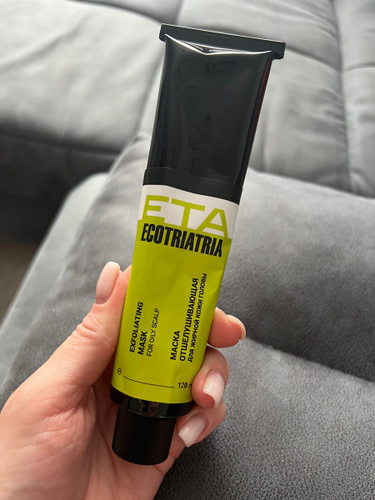 ETA
ECOTRIATRIA
EXFOLIATING
MASK
FOR OILY SCALP
МАСКА
ОТШЕЛУШИВАЮЩАЯ
ДЛЯ ЖИРНОЙ КОЖИ ГОЛОВЫ
℮
120